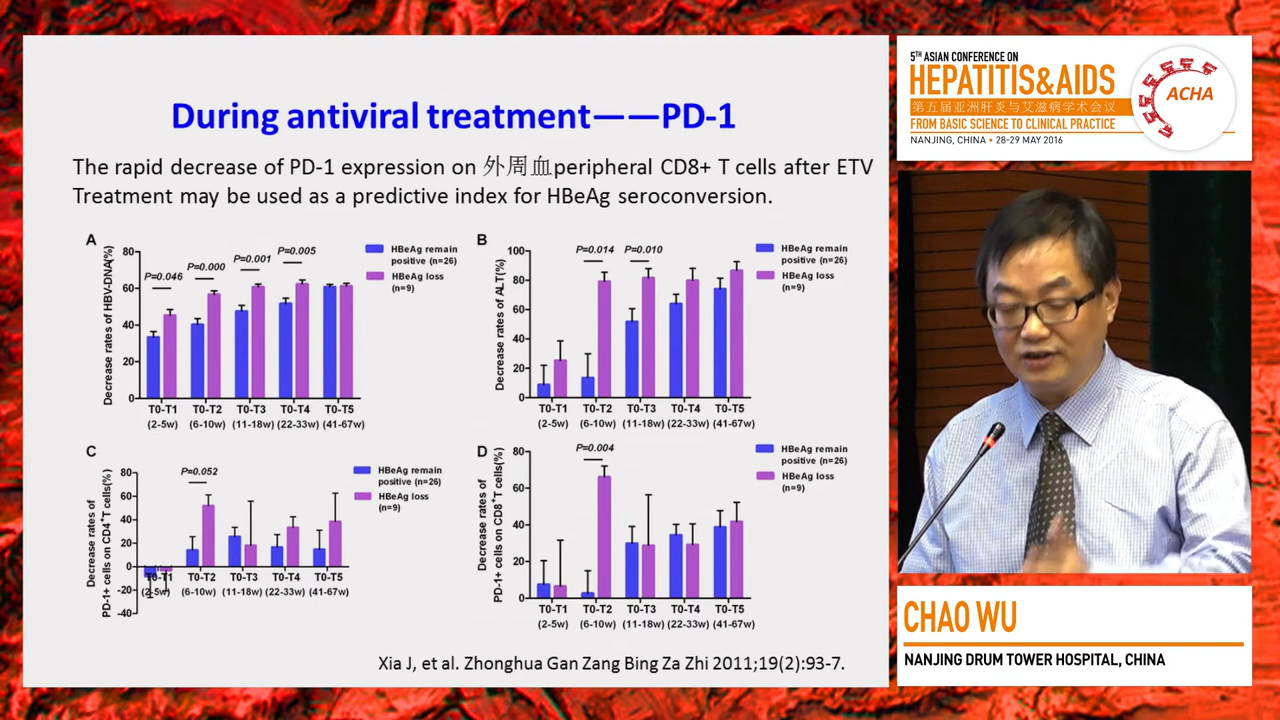 During antiviral treatment——PD-1
The rapid decrease of PD-1 expression on 外周血peripheral CD8+ T cells after ETV
Treatment may be used as a predictive index for HBeAg seroconversion.
A
Decrease rates of HBV-DNA(%)
80
60
40
20
0
P=0.046
P=0.000
P=0.001
P=0.005
HBeAg remain
positive (n=26)
HBeAg loss
(n=9)
T0-T1 T0-T2 T0-T3 T0-T4 T0-T5
(2-5w) (6-10w) (11-18w) (22-33w) (41-67w)
B
Decrease rates of ALT(%)
100
80
60
40
20
0
P=0.014
P=0.010
HBeAg remain
positive (n=26)
HBeAg loss
(n=9)
T0-T1 T0-T2 T0-T3 T0-T4 T0-T5
(2-5w) (6-10w) (11-18w) (22-33w) (41-67w)
C
Decrease rates of
PD-1+ cells on CD4+T cells(%)
80
60
40
20
0
-20
-40
P=0.052
HBeAg remain
positive (n=26)
HBeAg loss
(n=9)
T0-T1 T0-T2 T0-T3 T0-T4 T0-T5
(2-5w) (6-10w) (11-18w) (22-33w) (41-67w)
D
Decrease rates of
PD-1+ cells on CD8+T cells(%)
80
60
40
20
0
P=0.004
HBeAg remain
positive (n=26)
HBeAg loss
(n=9)
T0-T1 T0-T2 T0-T3 T0-T4 T0-T5
(2-5w) (6-10w) (11-18w) (22-33w) (41-67w)
Xia J, et al. Zhonghua Gan Zang Bing Za Zhi 2011;19(2):93-7.
5TH ASIAN CONFERENCE ON
HEPATITIS&AIDS
第五届亚洲肝炎与艾滋病学术会议
FROM BASIC SCIENCE TO CLINICAL PRACTICE
NANJING, CHINA • 28-29 MAY 2016
ACHA
CHAO WU
NANJING DRUM TOWER HOSPITAL, CHINA